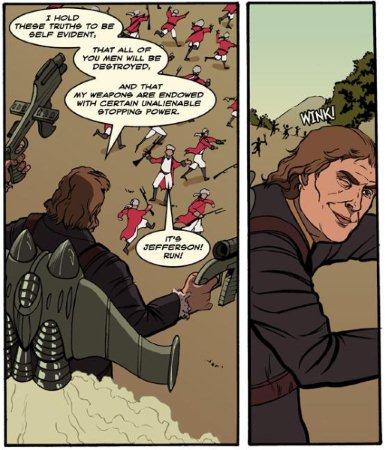 I HOLD
THESE TRUTHS TO BE
SELF EVIDENT,
THAT ALL OF
YOU MEN WILL BE
DESTROYED,
AND THAT
MY WEAPONS ARE ENDOWED
WITH CERTAIN UNALIENABLE
STOPPING POWER.
IT'S
JEFFERSON!
RUN!
WINK!